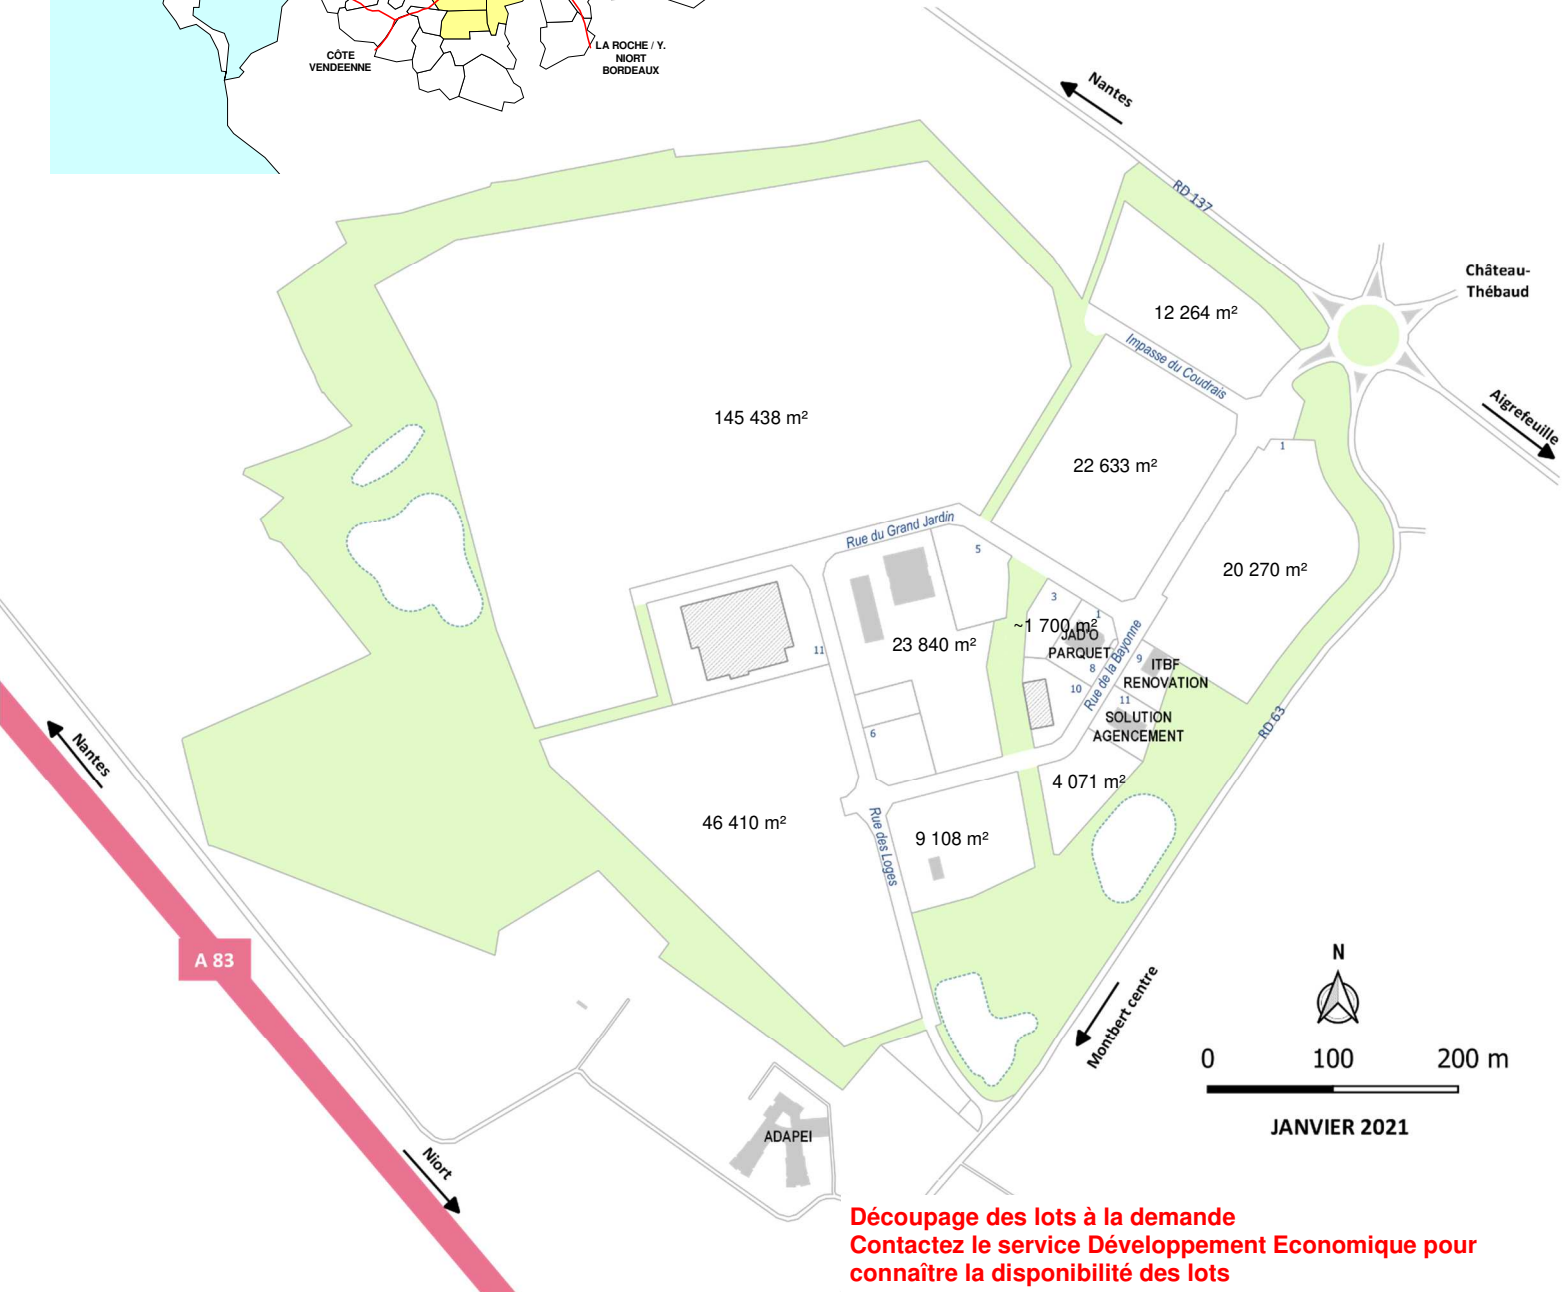 CÔTE
VENDEENNE
LA ROCHE / Y.
NIORT
BORDEAUX
Nantes
RD 137
Château-
Thébaud
12 264 m²
Impasse du Coudrais
Aigrefeuille
145 438 m²
22 633 m²
1
Rue du Grand Jardin
5
20 270 m²
3
1
~1 700 m²
JAD'O
PARQUET
23 840 m²
11
8
9
ITBF
RENOVATION
Rue de la Bayonne
10
11
SOLUTION
AGENCEMENT
6
RD 63
4 071 m²
Nantes
46 410 m²
Rue des Loges
9 108 m²
A 83
N
Montbert centre
0 100 200 m
JANVIER 2021
ADAPEI
Niort
Découpage des lots à la demande
Contactez le service Développement Economique pour
connaître la disponibilité des lots